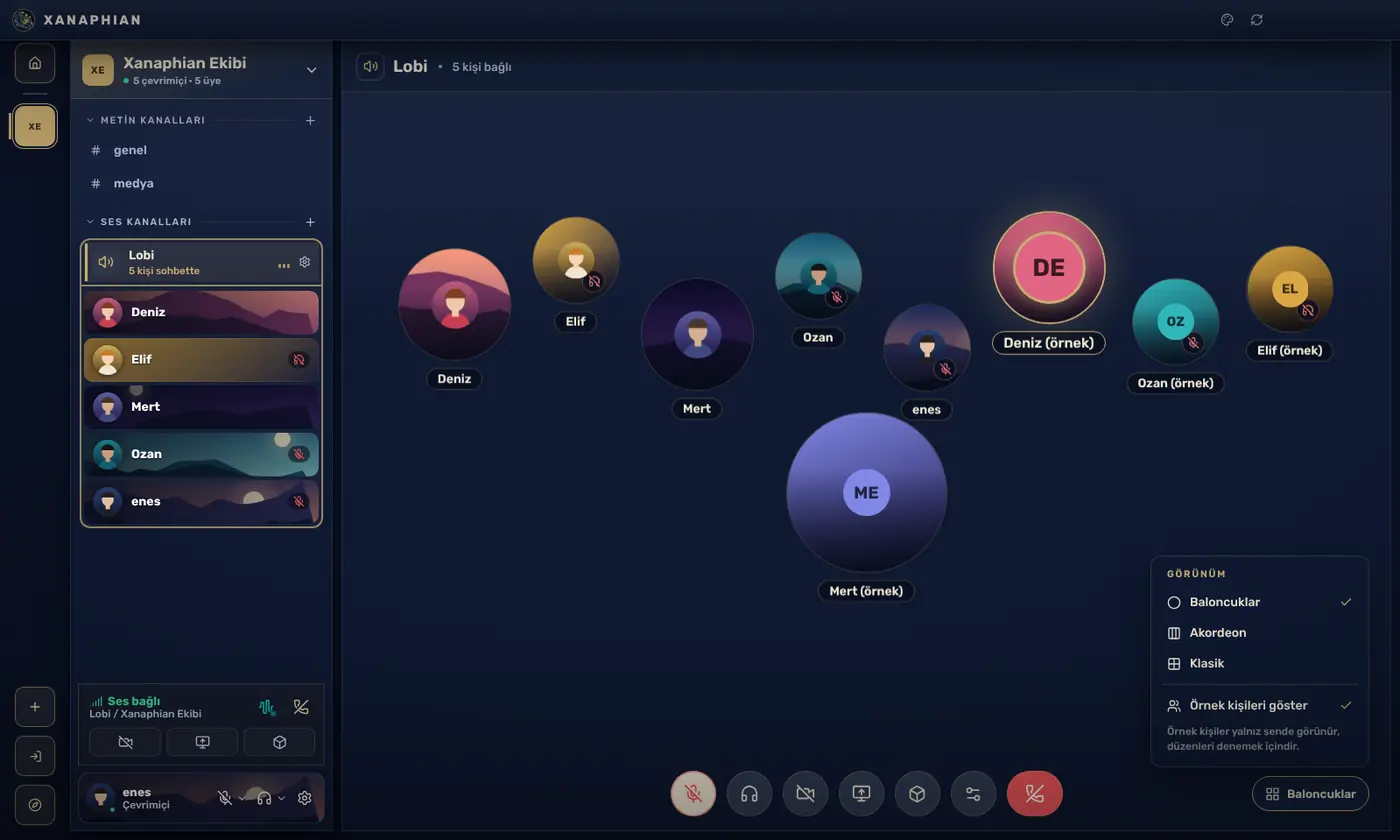 XANAPHIAN
XE
Xanaphian Ekibi
5 çevrimiçi • 5 üye
XE
METİN KANALLARI
# genel
# medya
SES KANALLARI
Lobi
5 kişi sohbette
Deniz
Elif
Mert
Ozan
enes
Ses bağlı
Lobi / Xanaphian Ekibi
enes
Çevrimiçi
Lobi • 5 kişi bağlı
Deniz
Elif
Mert
Ozan
enes
DE
Deniz (örnek)
OZ
Ozan (örnek)
EL
Elif (örnek)
ME
Mert (örnek)
GÖRÜNÜM
Baloncuklar
Akordeon
Klasik
Örnek kişileri göster
Örnek kişiler yalnız sende görünür,
düzenleri denemek içindir.
Baloncuklar